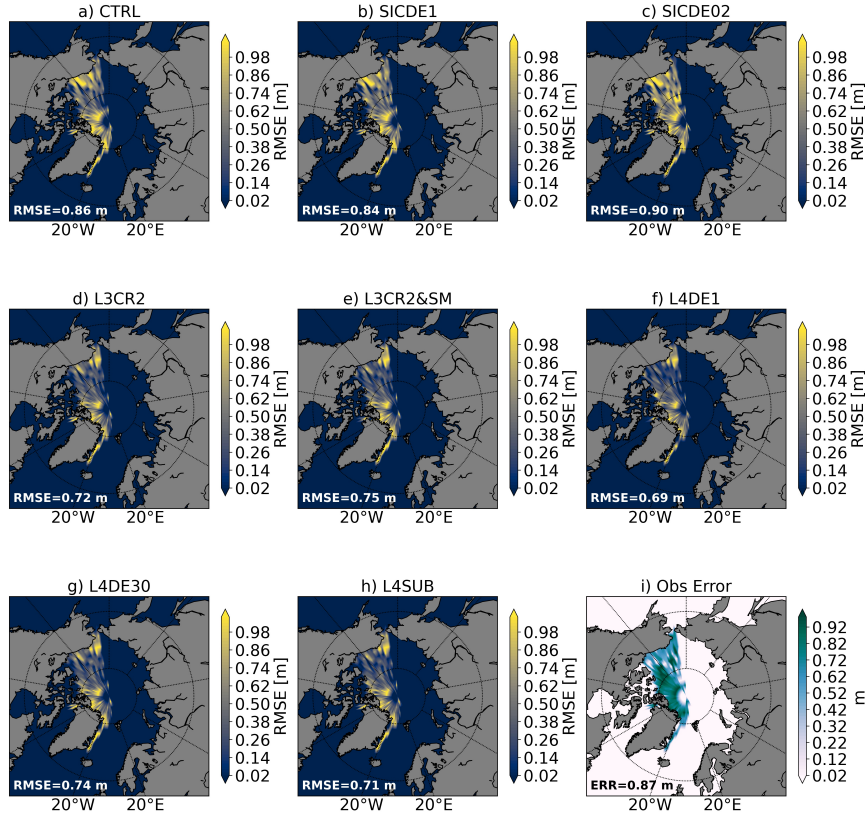 a) CTRL
b) SICDE1
c) SICDE02
0.98
0.86
0.74
0.62
0.50
0.38
0.26
0.14
0.02
RMSE [m]
0.98
0.86
0.74
0.62
0.50
0.38
0.26
0.14
0.02
RMSE [m]
0.98
0.86
0.74
0.62
0.50
0.38
0.26
0.14
0.02
RMSE [m]
RMSE=0.86 m
RMSE=0.84 m
RMSE=0.90 m
20°W 20°E
20°W 20°E
20°W 20°E
d) L3CR2
e) L3CR2&SM
f) L4DE1
0.98
0.86
0.74
0.62
0.50
0.38
0.26
0.14
0.02
RMSE [m]
0.98
0.86
0.74
0.62
0.50
0.38
0.26
0.14
0.02
RMSE [m]
0.98
0.86
0.74
0.62
0.50
0.38
0.26
0.14
0.02
RMSE [m]
RMSE=0.72 m
RMSE=0.75 m
RMSE=0.69 m
20°W 20°E
20°W 20°E
20°W 20°E
g) L4DE30
h) L4SUB
i) Obs Error
0.98
0.86
0.74
0.62
0.50
0.38
0.26
0.14
0.02
RMSE [m]
0.98
0.86
0.74
0.62
0.50
0.38
0.26
0.14
0.02
RMSE [m]
0.92
0.82
0.72
0.62
0.52
0.42
0.32
0.22
0.12
0.02
m
RMSE=0.74 m
RMSE=0.71 m
ERR=0.87 m
20°W 20°E
20°W 20°E
20°W 20°E